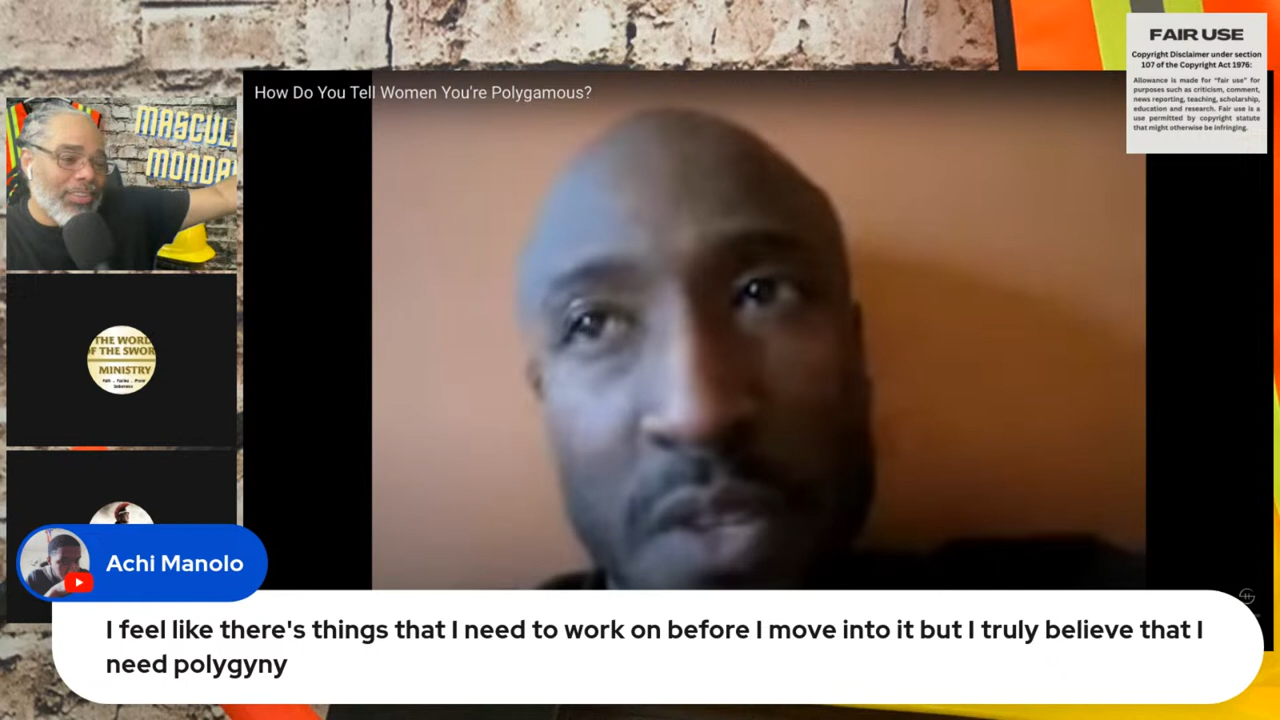 How Do You Tell Women You're Polygamous?
FAIR USE
Copyright Disclaimer under section
107 of the Copyright Act 1976:
Allowance is made for "fair use" for
purposes such as criticism, comment,
news reporting, teaching, scholarship,
education and research. Fair use is a
use permitted by copyright statute
that might otherwise be infringing.
MASCULI
MONDAY
THE WORD
OF THE SWOR
MINISTRY
Achi Manolo
I feel like there's things that I need to work on before I move into it but I truly believe that I
need polygyny